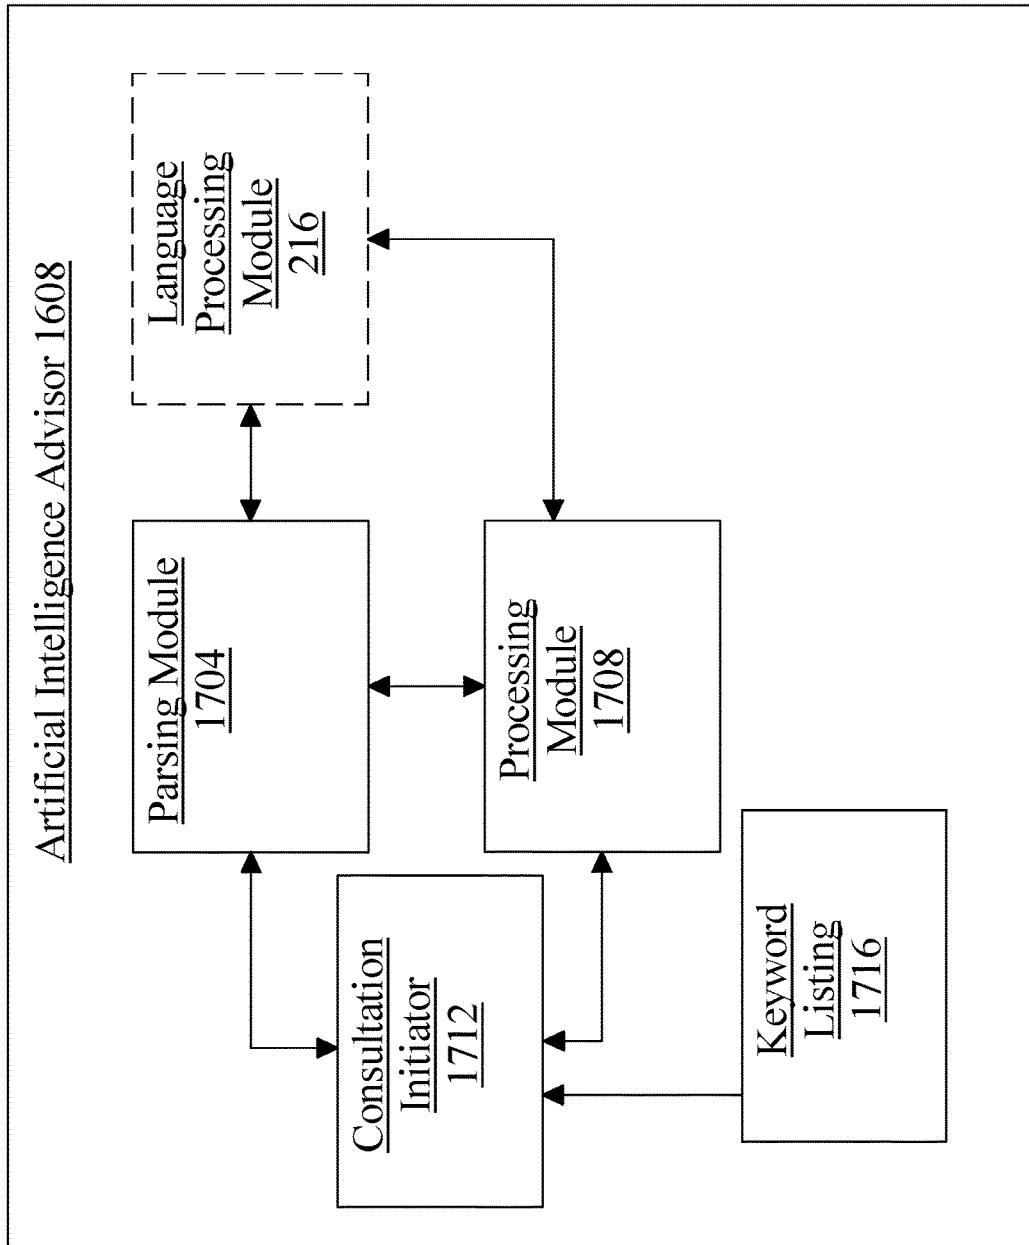 Artificial Intelligence Advisor 1608
Parsing Module
1704
Language
Processing
Module
216
Consultation
Initiator
1712
Processing
Module
1708
Keyword
Listing
1716